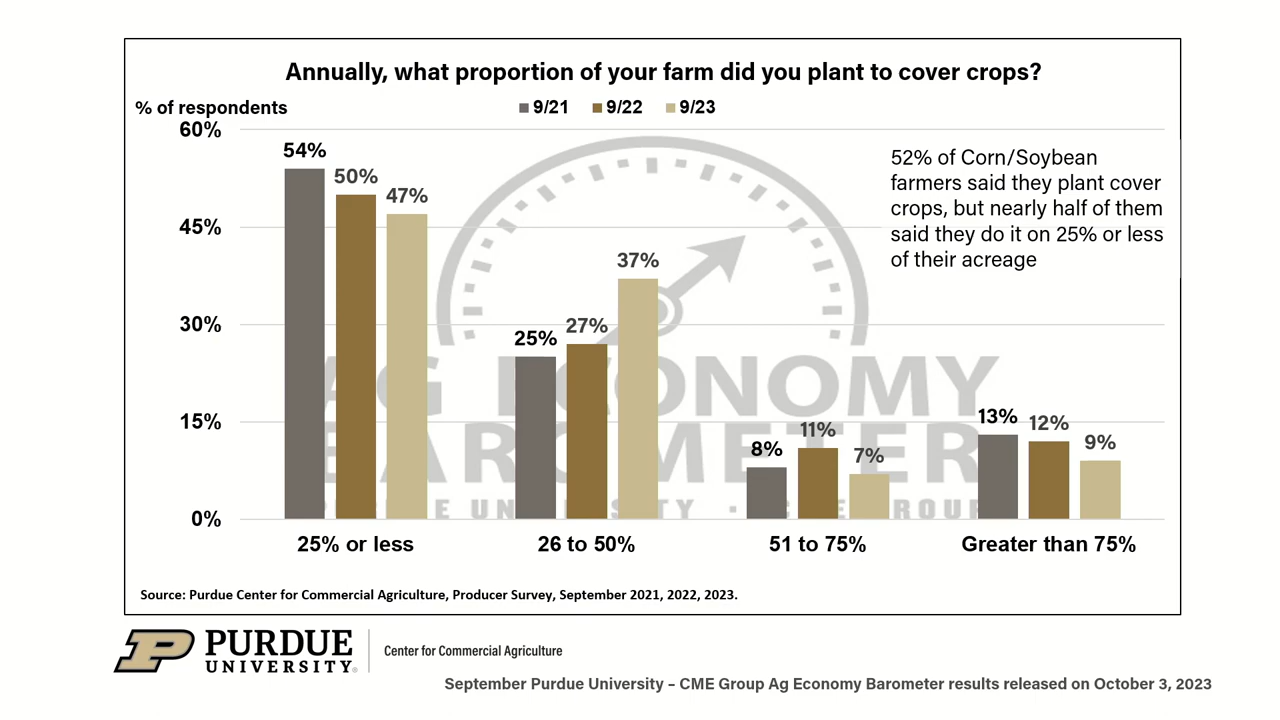 Annually, what proportion of your farm did you plant to cover crops?
% of respondents
9/21 9/22 9/23
60%
45%
30%
15%
0%
54% 50% 47%
25% 27% 37%
8% 11% 7%
13% 12% 9%
52% of Corn/Soybean
farmers said they plant cover
crops, but nearly half of them
said they do it on 25% or less
of their acreage
AG ECONOMY
BAROMETER
25% or less 26 to 50% 51 to 75% Greater than 75%
Source: Purdue Center for Commercial Agriculture, Producer Survey, September 2021, 2022, 2023.
P PURDUE
UNIVERSITY®
Center for Commercial Agriculture
September Purdue University – CME Group Ag Economy Barometer results released on October 3, 2023